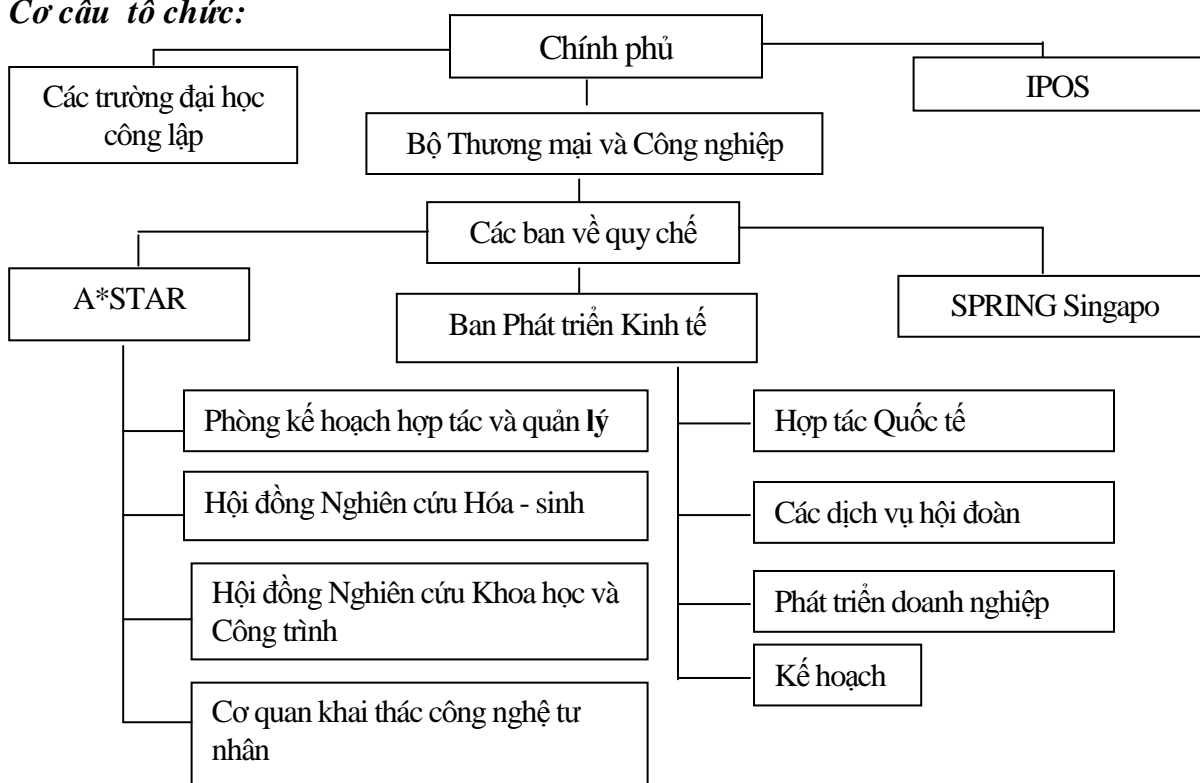 Cơ cấu tổ chức:
Chính phủ
Các trường đại học
công lập
IPOS
Bộ Thương mại và Công nghiệp
Các ban về quy chế
A*STAR
Ban Phát triển Kinh tế
SPRING Singapo
Phòng kế hoạch hợp tác và quản lý
Hội đồng Nghiên cứu Hóa - sinh
Hội đồng Nghiên cứu Khoa học và
Công trình
Cơ quan khai thác công nghệ tư
nhân
Hợp tác Quốc tế
Các dịch vụ hội đoàn
Phát triển doanh nghiệp
Kế hoạch